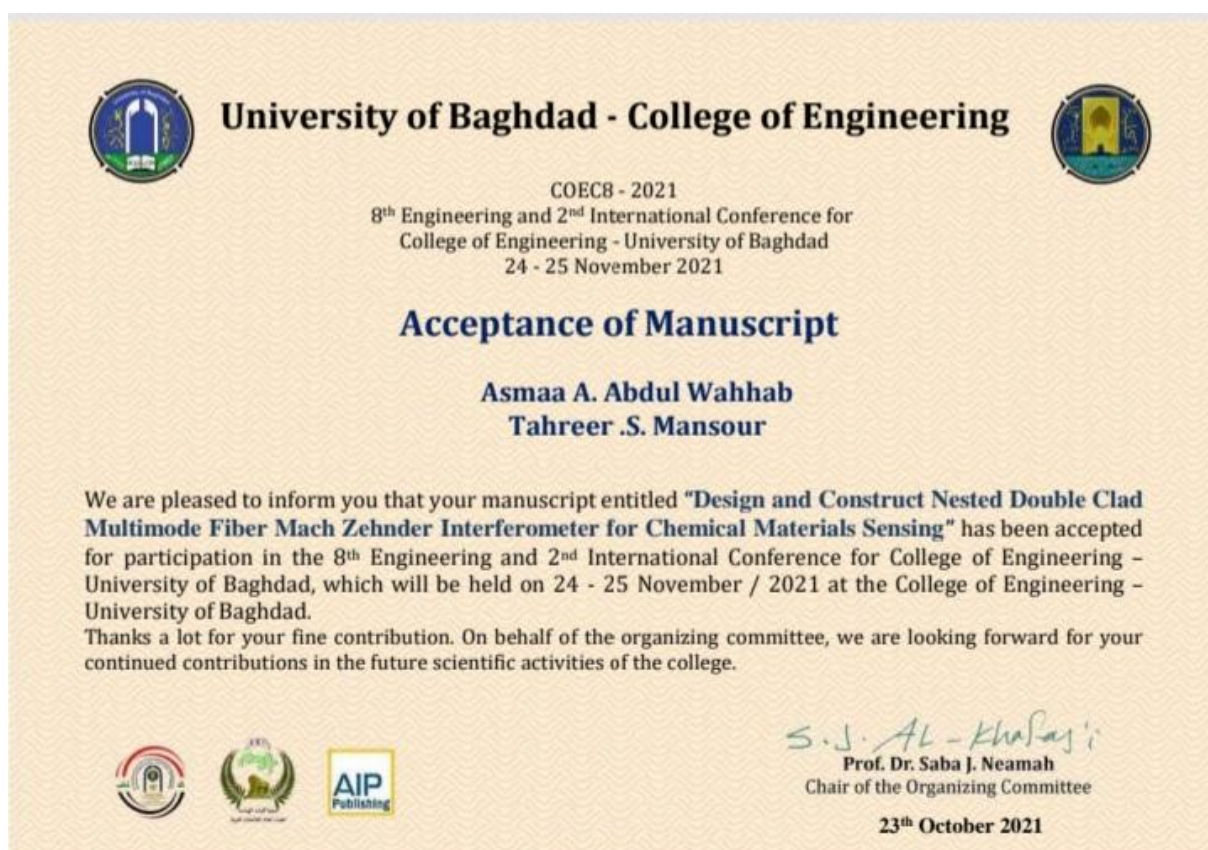 University of Baghdad - College of Engineering
COEC8 - 2021
8th Engineering and 2nd International Conference for
College of Engineering - University of Baghdad
24 - 25 November 2021
Acceptance of Manuscript
Asmaa A. Abdul Wahhab
Tahreer .S. Mansour
We are pleased to inform you that your manuscript entitled "Design and Construct Nested Double Clad
Multimode Fiber Mach Zehnder Interferometer for Chemical Materials Sensing" has been accepted
for participation in the 8th Engineering and 2nd International Conference for College of Engineering –
University of Baghdad, which will be held on 24 - 25 November / 2021 at the College of Engineering –
University of Baghdad.
Thanks a lot for your fine contribution. On behalf of the organizing committee, we are looking forward for your
continued contributions in the future scientific activities of the college.
AIP
Publishing
S. J. AL-Khafaji
Prof. Dr. Saba J. Neamah
Chair of the Organizing Committee
23th October 2021